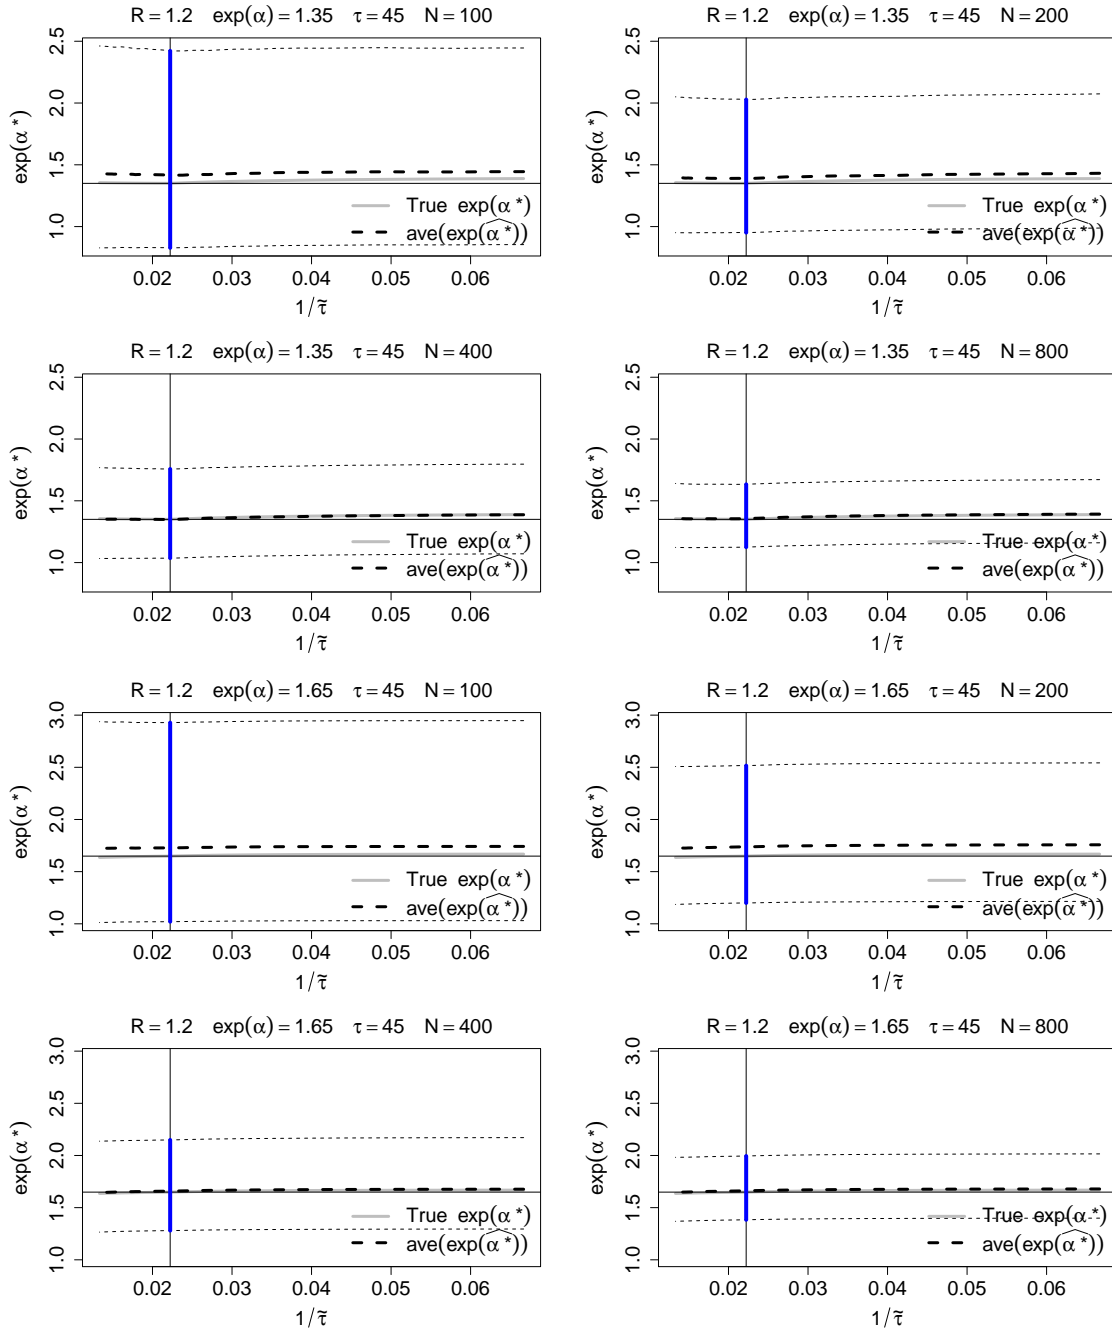 R = 1.2 exp(α) = 1.35 τ = 45 N = 100
2.5
2.0
1.5
1.0
exp(α*)
True exp(α*)
ave(exp(α̂*))
0.02 0.03 0.04 0.05 0.06
1/τ̃
R = 1.2 exp(α) = 1.35 τ = 45 N = 200
2.5
2.0
1.5
1.0
exp(α*)
True exp(α*)
ave(exp(α̂*))
0.02 0.03 0.04 0.05 0.06
1/τ̃
R = 1.2 exp(α) = 1.35 τ = 45 N = 400
2.5
2.0
1.5
1.0
exp(α*)
True exp(α*)
ave(exp(α̂*))
0.02 0.03 0.04 0.05 0.06
1/τ̃
R = 1.2 exp(α) = 1.35 τ = 45 N = 800
2.5
2.0
1.5
1.0
exp(α*)
True exp(α*)
ave(exp(α̂*))
0.02 0.03 0.04 0.05 0.06
1/τ̃
R = 1.2 exp(α) = 1.65 τ = 45 N = 100
3.0
2.5
2.0
1.5
1.0
exp(α*)
True exp(α*)
ave(exp(α̂*))
0.02 0.03 0.04 0.05 0.06
1/τ̃
R = 1.2 exp(α) = 1.65 τ = 45 N = 200
3.0
2.5
2.0
1.5
1.0
exp(α*)
True exp(α*)
ave(exp(α̂*))
0.02 0.03 0.04 0.05 0.06
1/τ̃
R = 1.2 exp(α) = 1.65 τ = 45 N = 400
3.0
2.5
2.0
1.5
1.0
exp(α*)
True exp(α*)
ave(exp(α̂*))
0.02 0.03 0.04 0.05 0.06
1/τ̃
R = 1.2 exp(α) = 1.65 τ = 45 N = 800
3.0
2.5
2.0
1.5
1.0
exp(α*)
True exp(α*)
ave(exp(α̂*))
0.02 0.03 0.04 0.05 0.06
1/τ̃